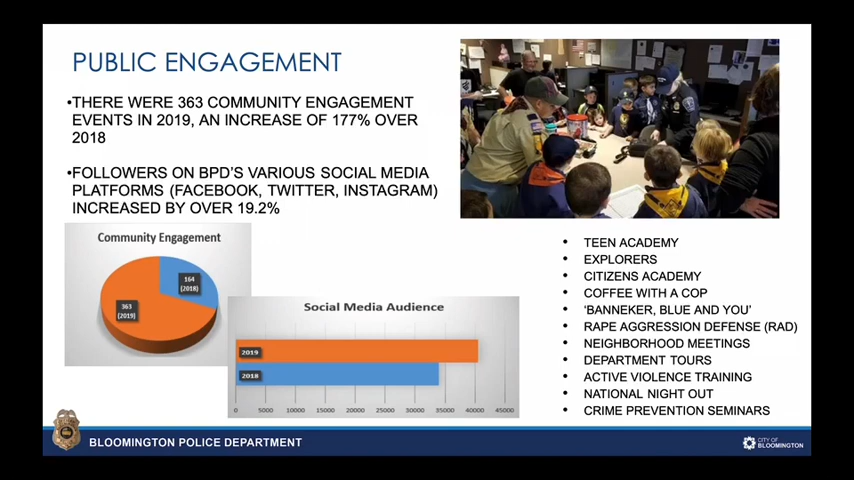 PUBLIC ENGAGEMENT
•THERE WERE 363 COMMUNITY ENGAGEMENT
EVENTS IN 2019, AN INCREASE OF 177% OVER
2018
•FOLLOWERS ON BPD'S VARIOUS SOCIAL MEDIA
PLATFORMS (FACEBOOK, TWITTER, INSTAGRAM)
INCREASED BY OVER 19.2%
Community Engagement
164
(2018)
363
(2019)
Social Media Audience
2019
2018
0 5000 10000 15000 20000 25000 30000 35000 40000 45000
• TEEN ACADEMY
• EXPLORERS
• CITIZENS ACADEMY
• COFFEE WITH A COP
• 'BANNEKER, BLUE AND YOU'
• RAPE AGGRESSION DEFENSE (RAD)
• NEIGHBORHOOD MEETINGS
• DEPARTMENT TOURS
• ACTIVE VIOLENCE TRAINING
• NATIONAL NIGHT OUT
• CRIME PREVENTION SEMINARS
BLOOMINGTON POLICE DEPARTMENT
CITY OF
BLOOMINGTON